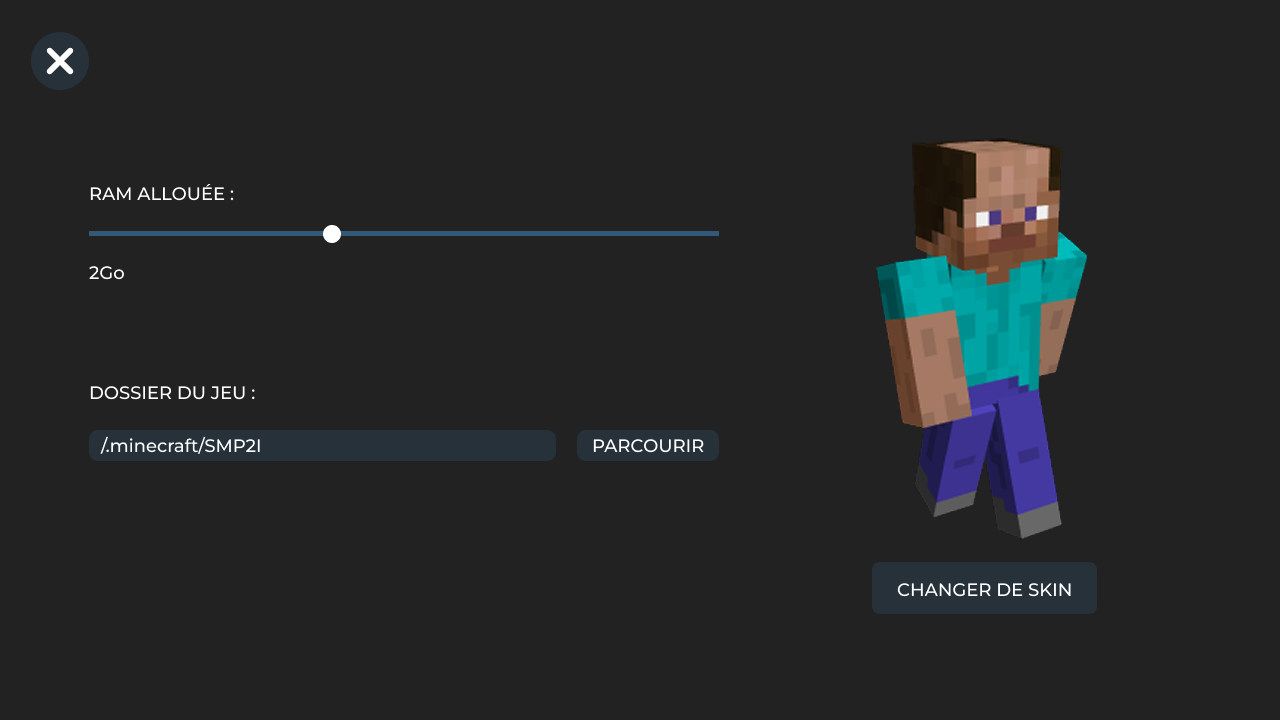 RAM ALLOUÉE :
2Go
DOSSIER DU JEU :
/.minecraft/SMP2I
PARCOURIR
CHANGER DE SKIN